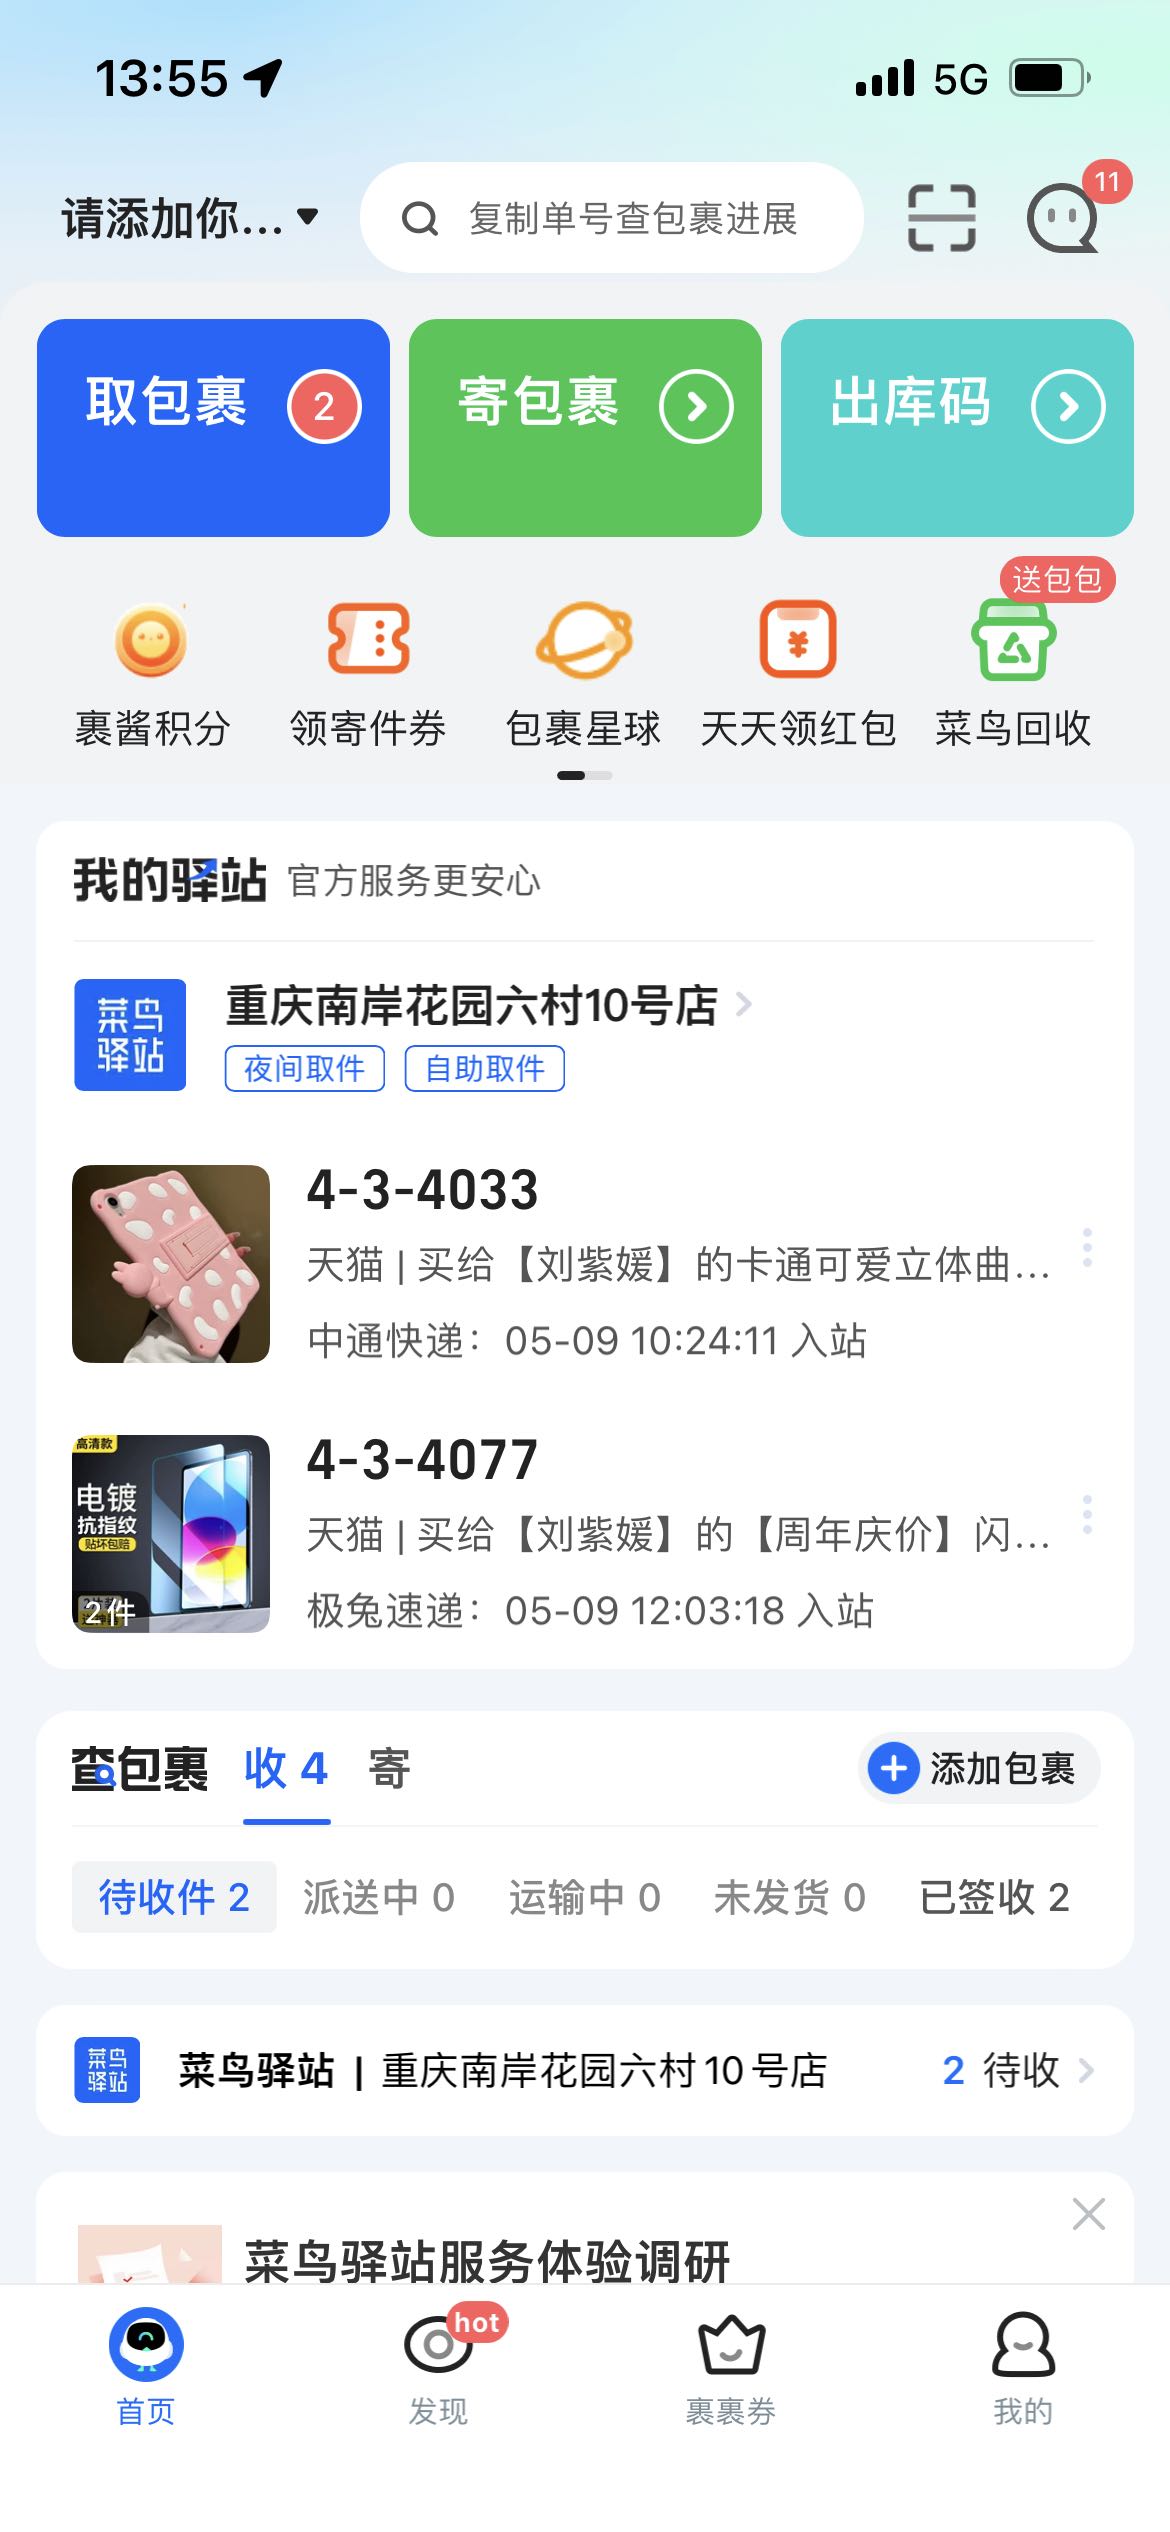 13:55
5G
请添加你...
复制单号查包裹进展
11
取包裹
2
寄包裹
出库码
送包包
裹酱积分
领寄件券
包裹星球
天天领红包
菜鸟回收
我的驿站
官方服务更安心
菜鸟
驿站
重庆南岸花园六村10号店
夜间取件
自助取件
4-3-4033
天猫 | 买给【刘紫媛】的卡通可爱立体曲...
中通快递：05-09 10:24:11 入站
高清款
电镀
抗指纹
贴坏包赔
2件
4-3-4077
天猫 | 买给【刘紫媛】的【周年庆价】闪...
极兔速递：05-09 12:03:18 入站
查包裹
收 4
寄
添加包裹
待收件 2
派送中 0
运输中 0
未发货 0
已签收 2
菜鸟
驿站
菜鸟驿站 | 重庆南岸花园六村10号店
2 待收
菜鸟驿站服务体验调研
首页
hot
发现
裹裹券
我的